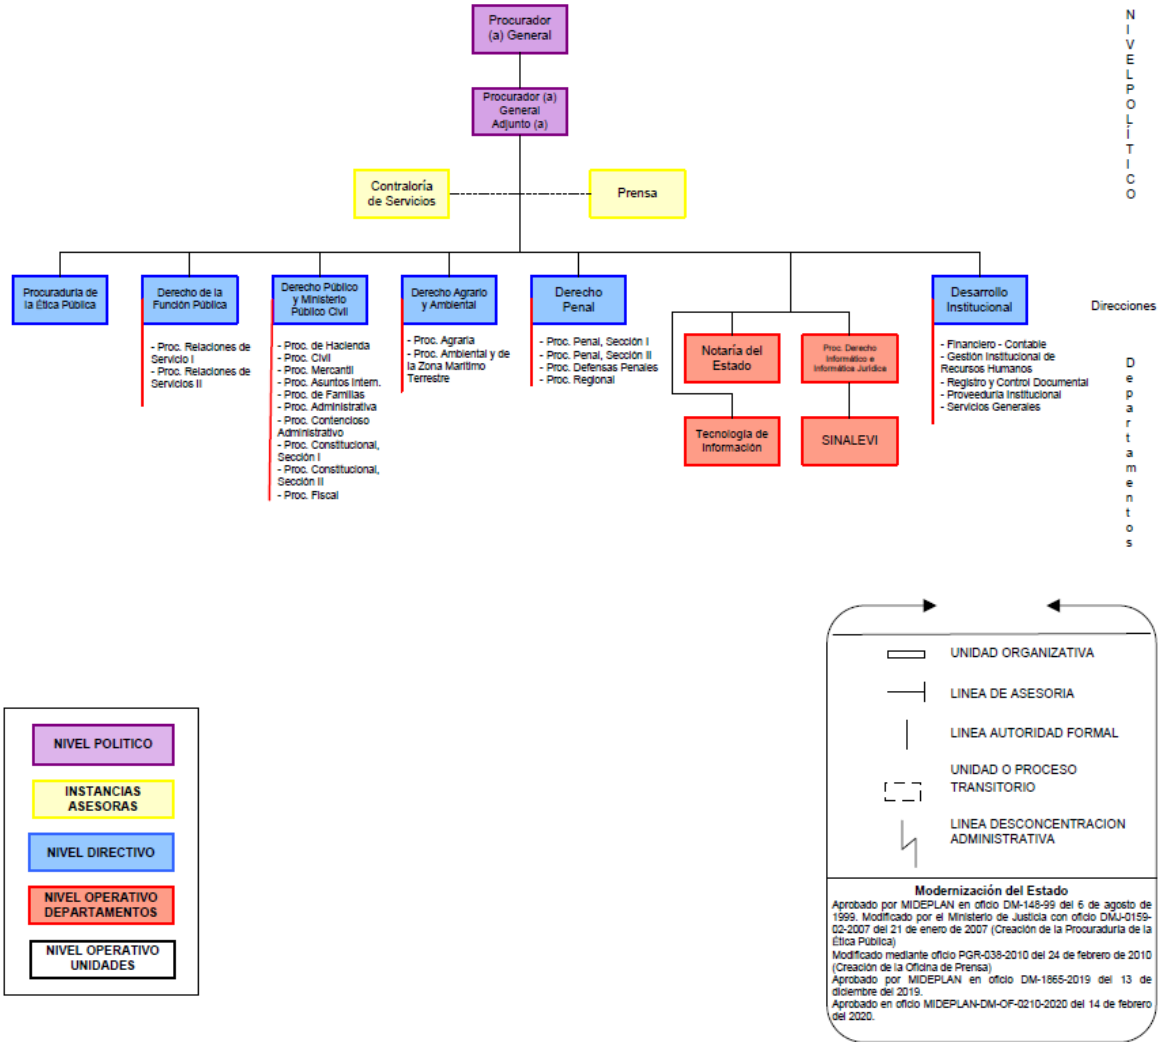 Procurador
(a) General
Procurador (a)
General
Adjunto (a)
NIVEL POLÍTICO
Contraloría
de Servicios
Prensa
Procuraduría de
la Ética Pública
Derecho de la
Función Pública
- Proc. Relaciones de
Servicio I
- Proc. Relaciones de
Servicios II
Derecho Público
y Ministerio
Público Civil
- Proc. de Hacienda
- Proc. Civil
- Proc. Mercantil
- Proc. Asuntos Intern.
- Proc. de Familias
- Proc. Administrativa
- Proc. Contencioso
Administrativo
- Proc. Constitucional,
Sección I
- Proc. Constitucional,
Sección II
- Proc. Fiscal
Derecho Agrario
y Ambiental
- Proc. Agraria
- Proc. Ambiental y de
la Zona Marítimo
Terrestre
Derecho
Penal
- Proc. Penal, Sección I
- Proc. Penal, Sección II
- Proc. Defensas Penales
- Proc. Regional
Notaría del
Estado
Proc. Derecho
Informático e
Informática Jurídica
Tecnología de
Información
SINALEVI
Desarrollo
Institucional
- Financiero - Contable
- Gestión Institucional de
Recursos Humanos
- Registro y Control Documental
- Proveeduría Institucional
- Servicios Generales
Direcciones
Departamentos
NIVEL POLITICO
INSTANCIAS
ASESORAS
NIVEL DIRECTIVO
NIVEL OPERATIVO
DEPARTAMENTOS
NIVEL OPERATIVO
UNIDADES
UNIDAD ORGANIZATIVA
LINEA DE ASESORIA
LINEA AUTORIDAD FORMAL
UNIDAD O PROCESO
TRANSITORIO
LINEA DESCONCENTRACION
ADMINISTRATIVA
Modernización del Estado
Aprobado por MIDEPLAN en oficio DM-148-99 del 6 de agosto de
1999. Modificado por el Ministerio de Justicia con oficio DMJ-0159-
02-2007 del 21 de enero de 2007 (Creación de la Procuraduría de la
Ética Pública)
Modificado mediante oficio PGR-038-2010 del 24 de febrero de 2010
(Creación de la Oficina de Prensa)
Aprobado por MIDEPLAN en oficio DM-1865-2019 del 13 de
diciembre del 2019.
Aprobado en oficio MIDEPLAN-DM-OF-0210-2020 del 14 de febrero
del 2020.